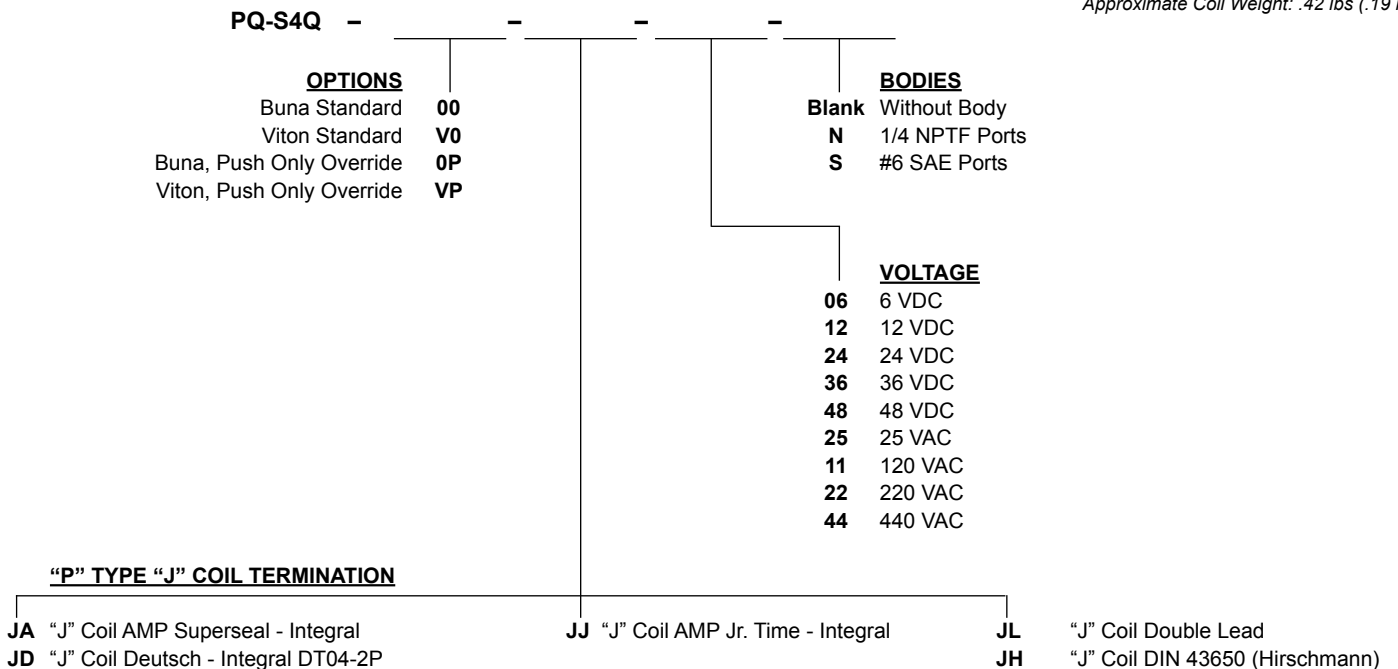 Approximate Coil Weight: .42 lbs (.19
PQ-S4Q – – – –
OPTIONS
Buna Standard 00
Viton Standard V0
Buna, Push Only Override 0P
Viton, Push Only Override VP
BODIES
Blank Without Body
N 1/4 NPTF Ports
S #6 SAE Ports
VOLTAGE
06 6 VDC
12 12 VDC
24 24 VDC
36 36 VDC
48 48 VDC
25 25 VAC
11 120 VAC
22 220 VAC
44 440 VAC
“P” TYPE “J” COIL TERMINATION
JA “J” Coil AMP Superseal - Integral
JD “J” Coil Deutsch - Integral DT04-2P
JJ “J” Coil AMP Jr. Time - Integral
JL “J” Coil Double Lead
JH “J” Coil DIN 43650 (Hirschmann)